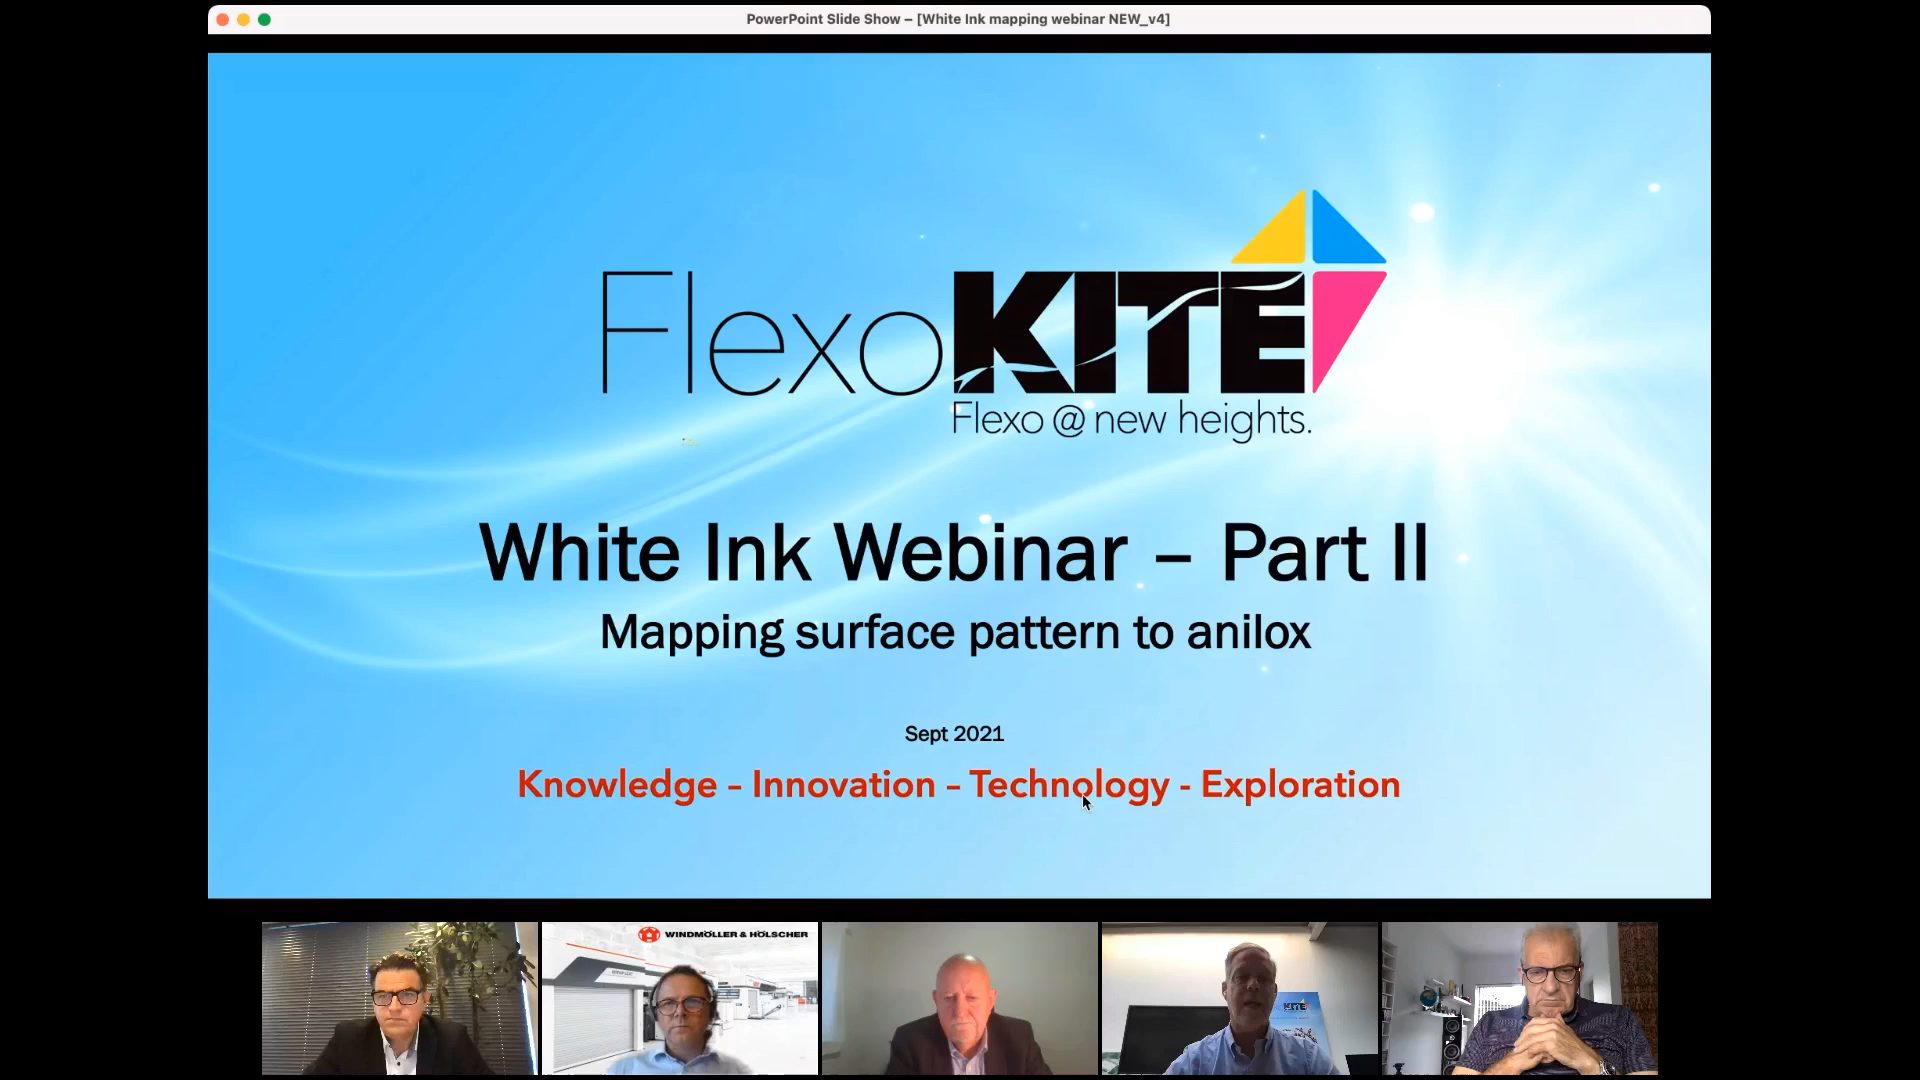 PowerPoint Slide Show – [White Ink mapping webinar NEW_v4]
FlexoKITE
Flexo @ new heights.
White Ink Webinar – Part II
Mapping surface pattern to anilox
Sept 2021
Knowledge – Innovation – Technology - Exploration
WINDMÖLLER & HÖLSCHER
KITE